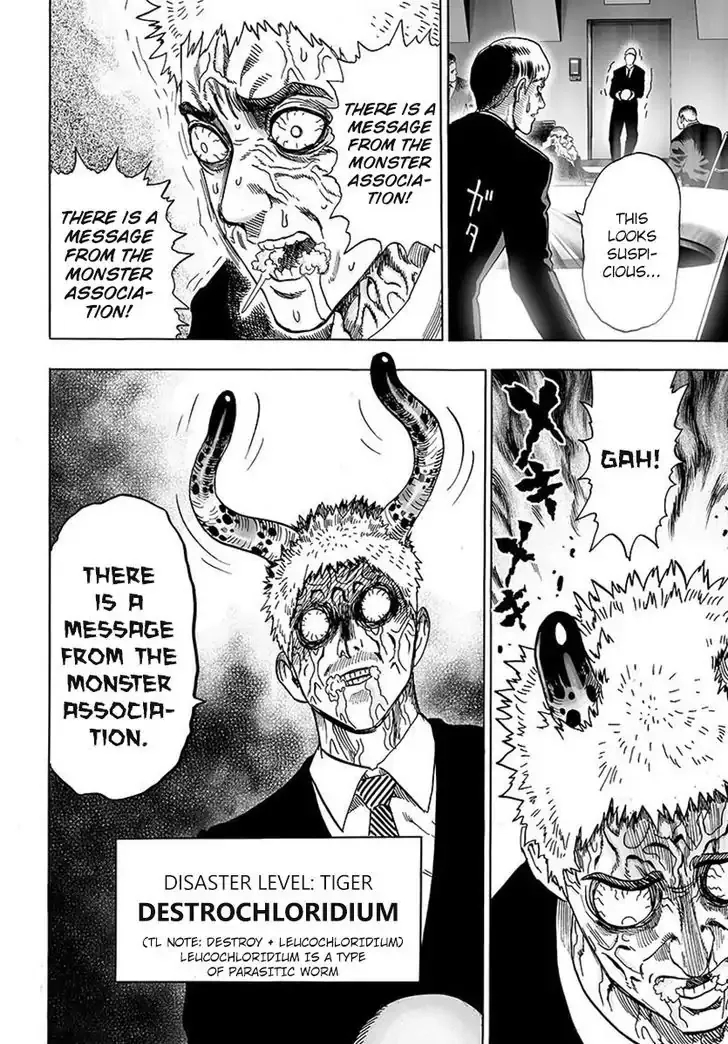 THIS
LOOKS
SUSPI-
CIOUS...
ガタ
THERE IS A
MESSAGE
FROM THE
MONSTER
ASSOCIA-
TION!
THERE IS A
MESSAGE
FROM THE
MONSTER
ASSOCIA-
TION!
GAH!
メキ
メキ
THERE
IS A
MESSAGE
FROM THE
MONSTER
ASSOCIA-
TION.
DISASTER LEVEL: TIGER
DESTROCHLORIDIUM
(TL NOTE: DESTROY + LEUCOCHLORIDIUM)
LEUCOCHLORIDIUM IS A TYPE
OF PARASITIC WORM